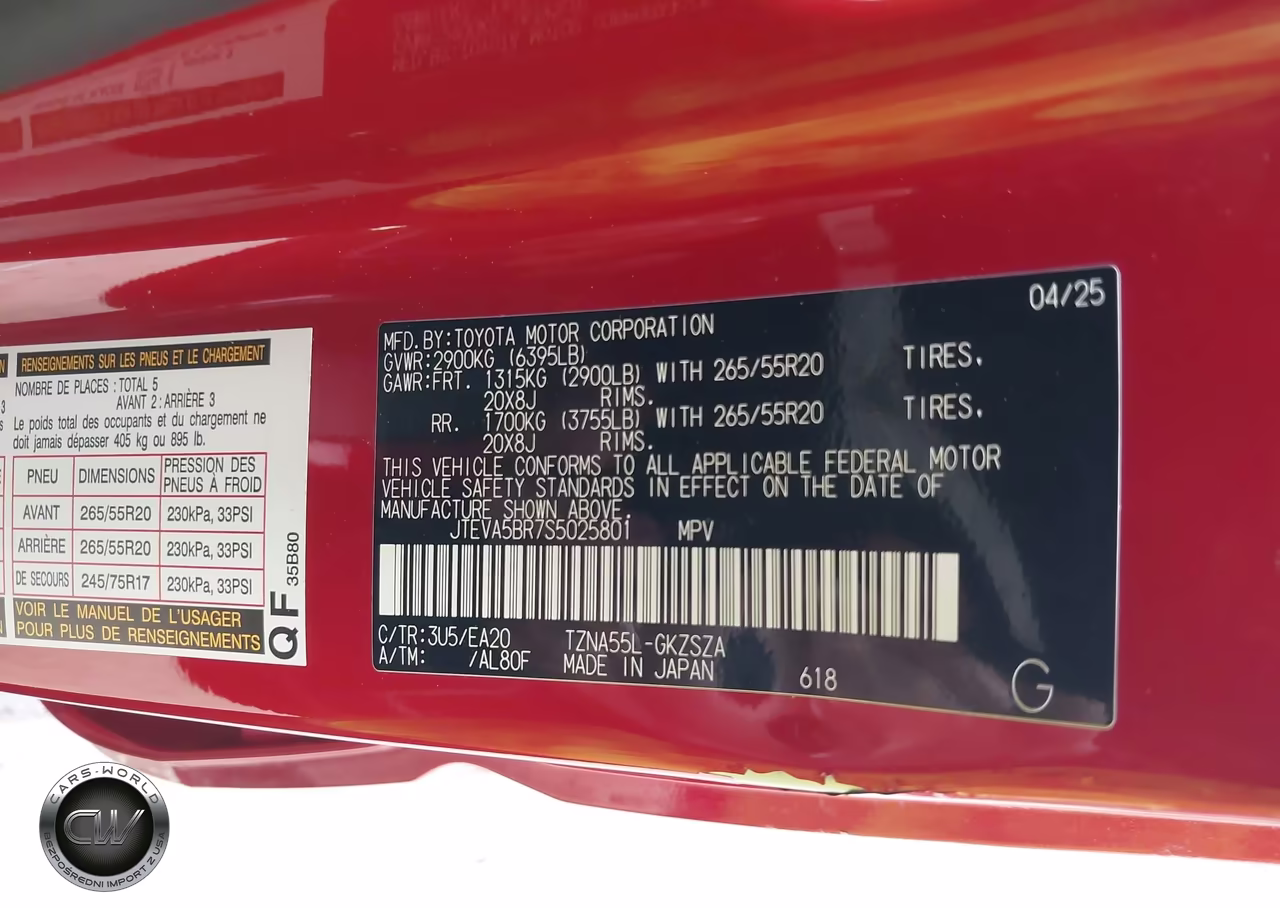 RENSEIGNEMENTS SUR LES PNEUS ET LE CHARGEMENT
NOMBRE DE PLACES : TOTAL 5
AVANT 2 : ARRIÈRE 3
Le poids total des occupants et du chargement ne
doit jamais dépasser 405 kg ou 895 lb.
PNEU DIMENSIONS PRESSION DES PNEUS À FROID
AVANT 265/55R20 230kPa, 33PSI
ARRIÈRE 265/55R20 230kPa, 33PSI
DE SECOURS 245/75R17 230kPa, 33PSI
VOIR LE MANUEL DE L'USAGER
POUR PLUS DE RENSEIGNEMENTS
QF 35B80
04/25
MFD.BY:TOYOTA MOTOR CORPORATION
GVWR:2900KG (6395LB)
GAWR:FRT. 1315KG (2900LB) WITH 265/55R20 TIRES.
20X8J RIMS.
RR. 1700KG (3755LB) WITH 265/55R20 TIRES.
20X8J RIMS.
THIS VEHICLE CONFORMS TO ALL APPLICABLE FEDERAL MOTOR
VEHICLE SAFETY STANDARDS IN EFFECT ON THE DATE OF
MANUFACTURE SHOWN ABOVE.
JTEVA5BR7S5025801 MPV
C/TR:3U5/EA20 TZNA55L-GKZSZA
A/TM: /AL80F MADE IN JAPAN 618
G
CARS-WORLD
CW
BEZPOŚREDNI IMPORT Z USA